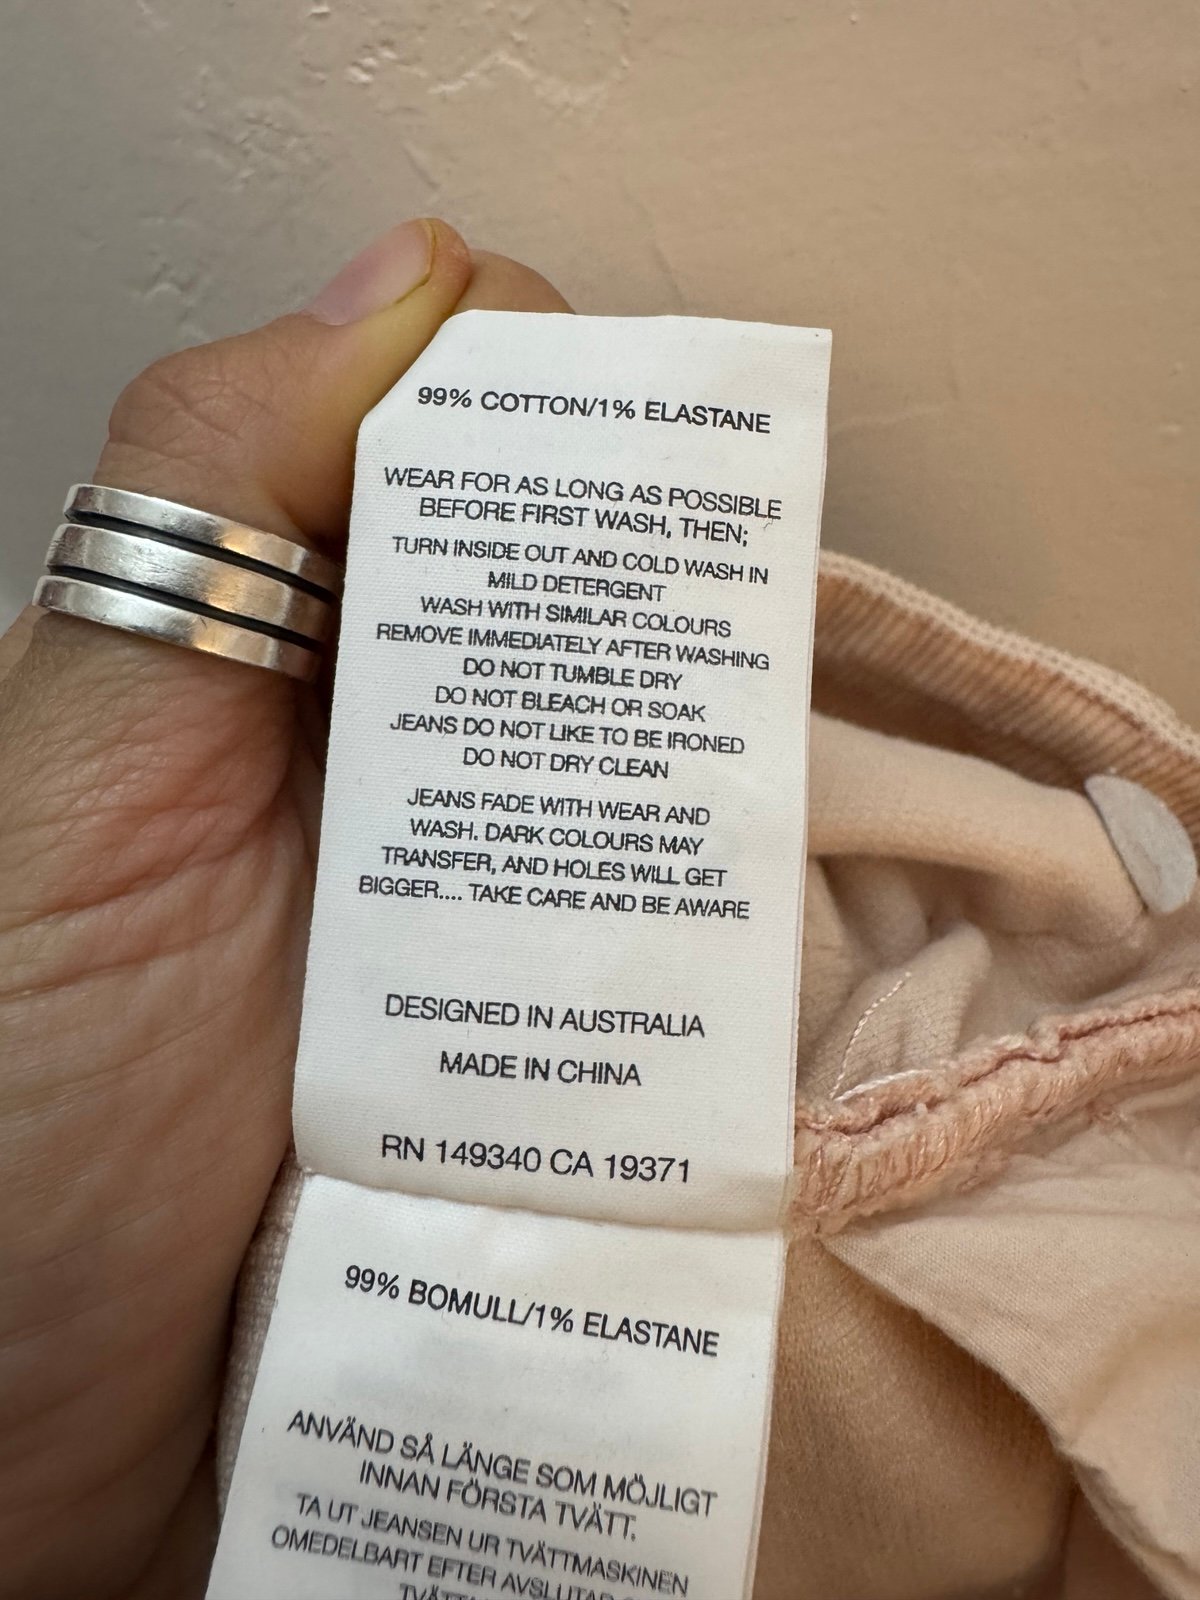 99% COTTON/1% ELASTANE
WEAR FOR AS LONG AS POSSIBLE
BEFORE FIRST WASH, THEN;
TURN INSIDE OUT AND COLD WASH IN
MILD DETERGENT
WASH WITH SIMILAR COLOURS
REMOVE IMMEDIATELY AFTER WASHING
DO NOT TUMBLE DRY
DO NOT BLEACH OR SOAK
JEANS DO NOT LIKE TO BE IRONED
DO NOT DRY CLEAN
JEANS FADE WITH WEAR AND
WASH. DARK COLOURS MAY
TRANSFER, AND HOLES WILL GET
BIGGER.... TAKE CARE AND BE AWARE
DESIGNED IN AUSTRALIA
MADE IN CHINA
RN 149340 CA 19371
99% BOMULL/1% ELASTANE
ANVÄND SÅ LÄNGE SOM MÖJLIGT
INNAN FÖRSTA TVÄTT.
TA UT JEANSEN UR TVÄTTMASKINEN
OMEDELBART EFTER